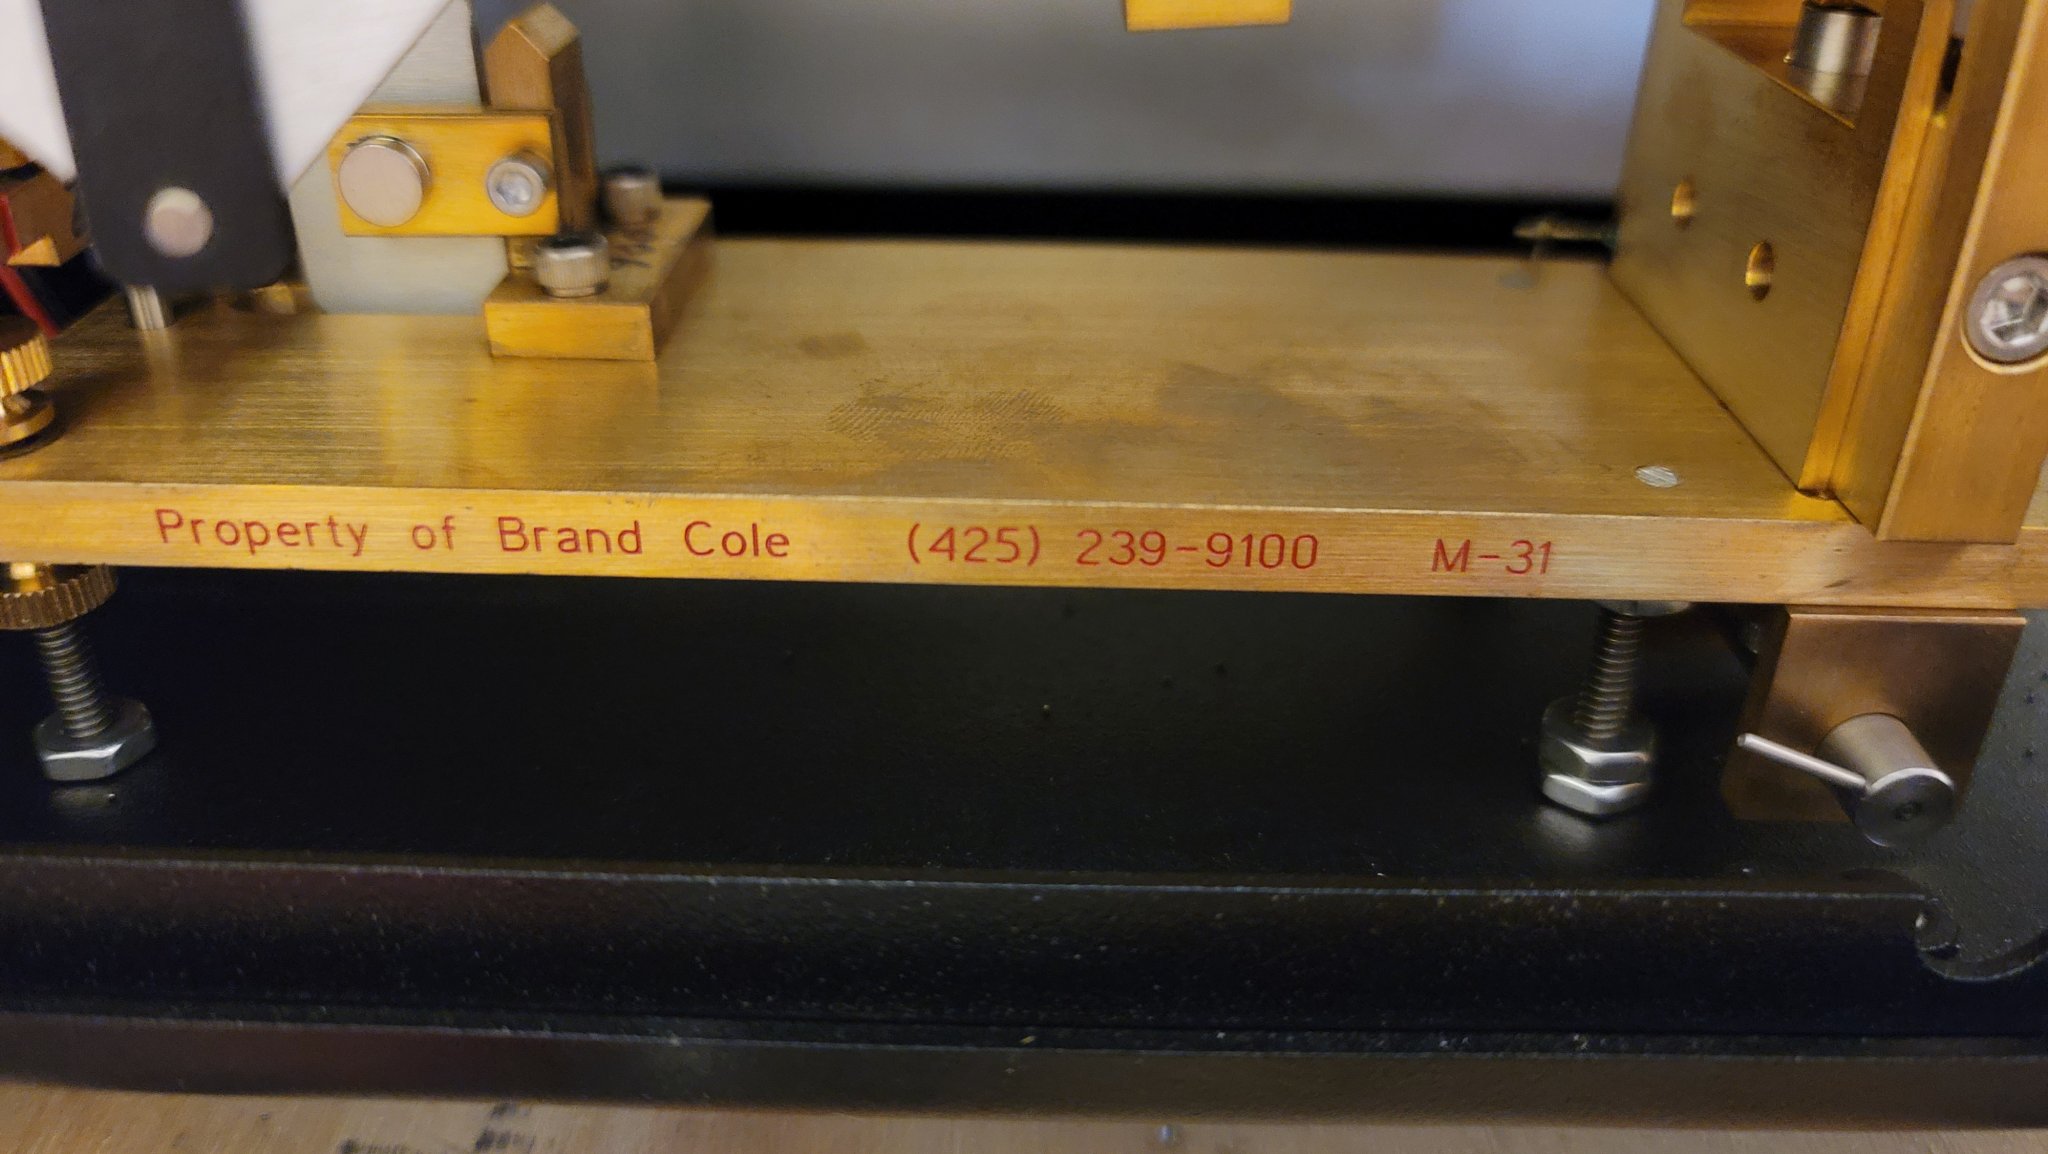 Property of Brand Cole (425) 239-9100 M-31